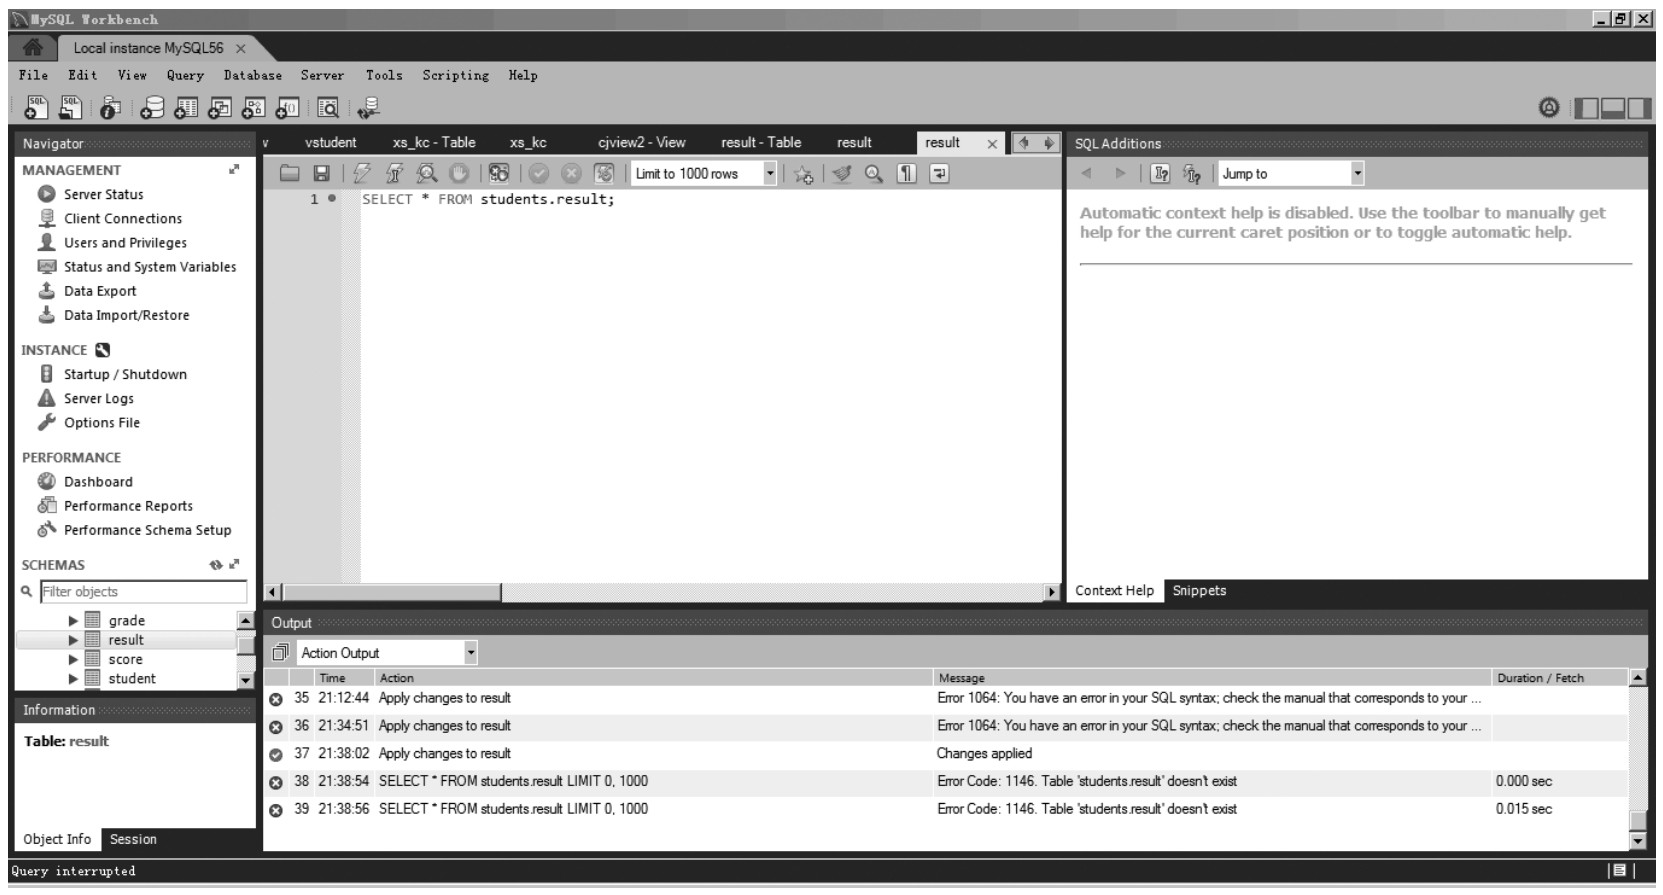 MySQL Workbench
Local instance MySQL56
File Edit View Query Database Server Tools Scripting Help
Navigator
MANAGEMENT
Server Status
Client Connections
Users and Privileges
Status and System Variables
Data Export
Data Import/Restore
INSTANCE
Startup / Shutdown
Server Logs
Options File
PERFORMANCE
Dashboard
Performance Reports
Performance Schema Setup
SCHEMAS
Filter objects
grade
result
score
student
Information
Table: result
Object Info Session
vstudent xs_kc - Table xs_kc cjview2 - View result - Table result result
Limit to 1000 rows
1 SELECT * FROM students.result;
SQL Additions
Jump to
Automatic context help is disabled. Use the toolbar to manually get
help for the current caret position or to toggle automatic help.
Context Help Snippets
Output
Action Output
Time Action Message Duration / Fetch
35 21:12:44 Apply changes to result Error 1064: You have an error in your SQL syntax; check the manual that corresponds to your ...
36 21:34:51 Apply changes to result Error 1064: You have an error in your SQL syntax; check the manual that corresponds to your ...
37 21:38:02 Apply changes to result Changes applied
38 21:38:54 SELECT * FROM students.result LIMIT 0, 1000 Error Code: 1146. Table 'students.result' doesn't exist 0.000 sec
39 21:38:56 SELECT * FROM students.result LIMIT 0, 1000 Error Code: 1146. Table 'students.result' doesn't exist 0.015 sec
Query interrupted